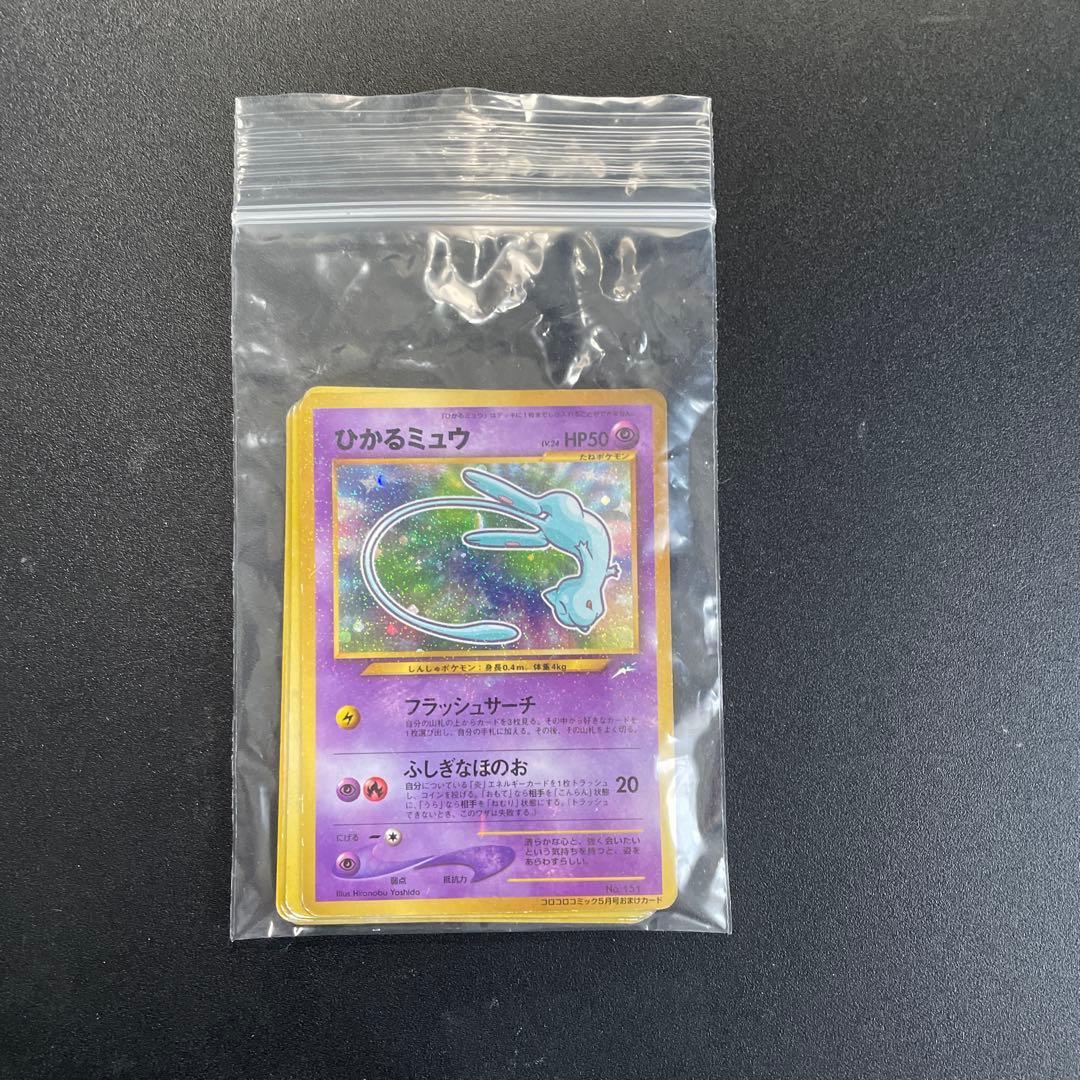 「ひかるミュウ」はデッキに1枚までしか入れることができない。
ひかるミュウ
LV.24 HP50
たねポケモン
しんしゅポケモン:身長0.4m 体重4kg
フラッシュサーチ
自分の山札の上からカードを3枚見る。その中から好きなカードを
1枚選び出し、自分の手札に加える。その後、その山札をよく切る。
ふしぎなほのお
20
自分についている「炎」エネルギーカードを1枚トラッシュ
し、コインを投げる。「おもて」なら相手を「こんらん」状態
に、「うら」なら相手を「ねむり」状態にする。(トラッシュ
できないとき、このワザは失敗する。)
にげる
弱点 抵抗力
清らかな心と、強く会いたい
という気持ちを持つと、姿を
あらわすらしい。
Illus Hironobu Yoshida
No. 151
コロコロコミック5月号おまけカード